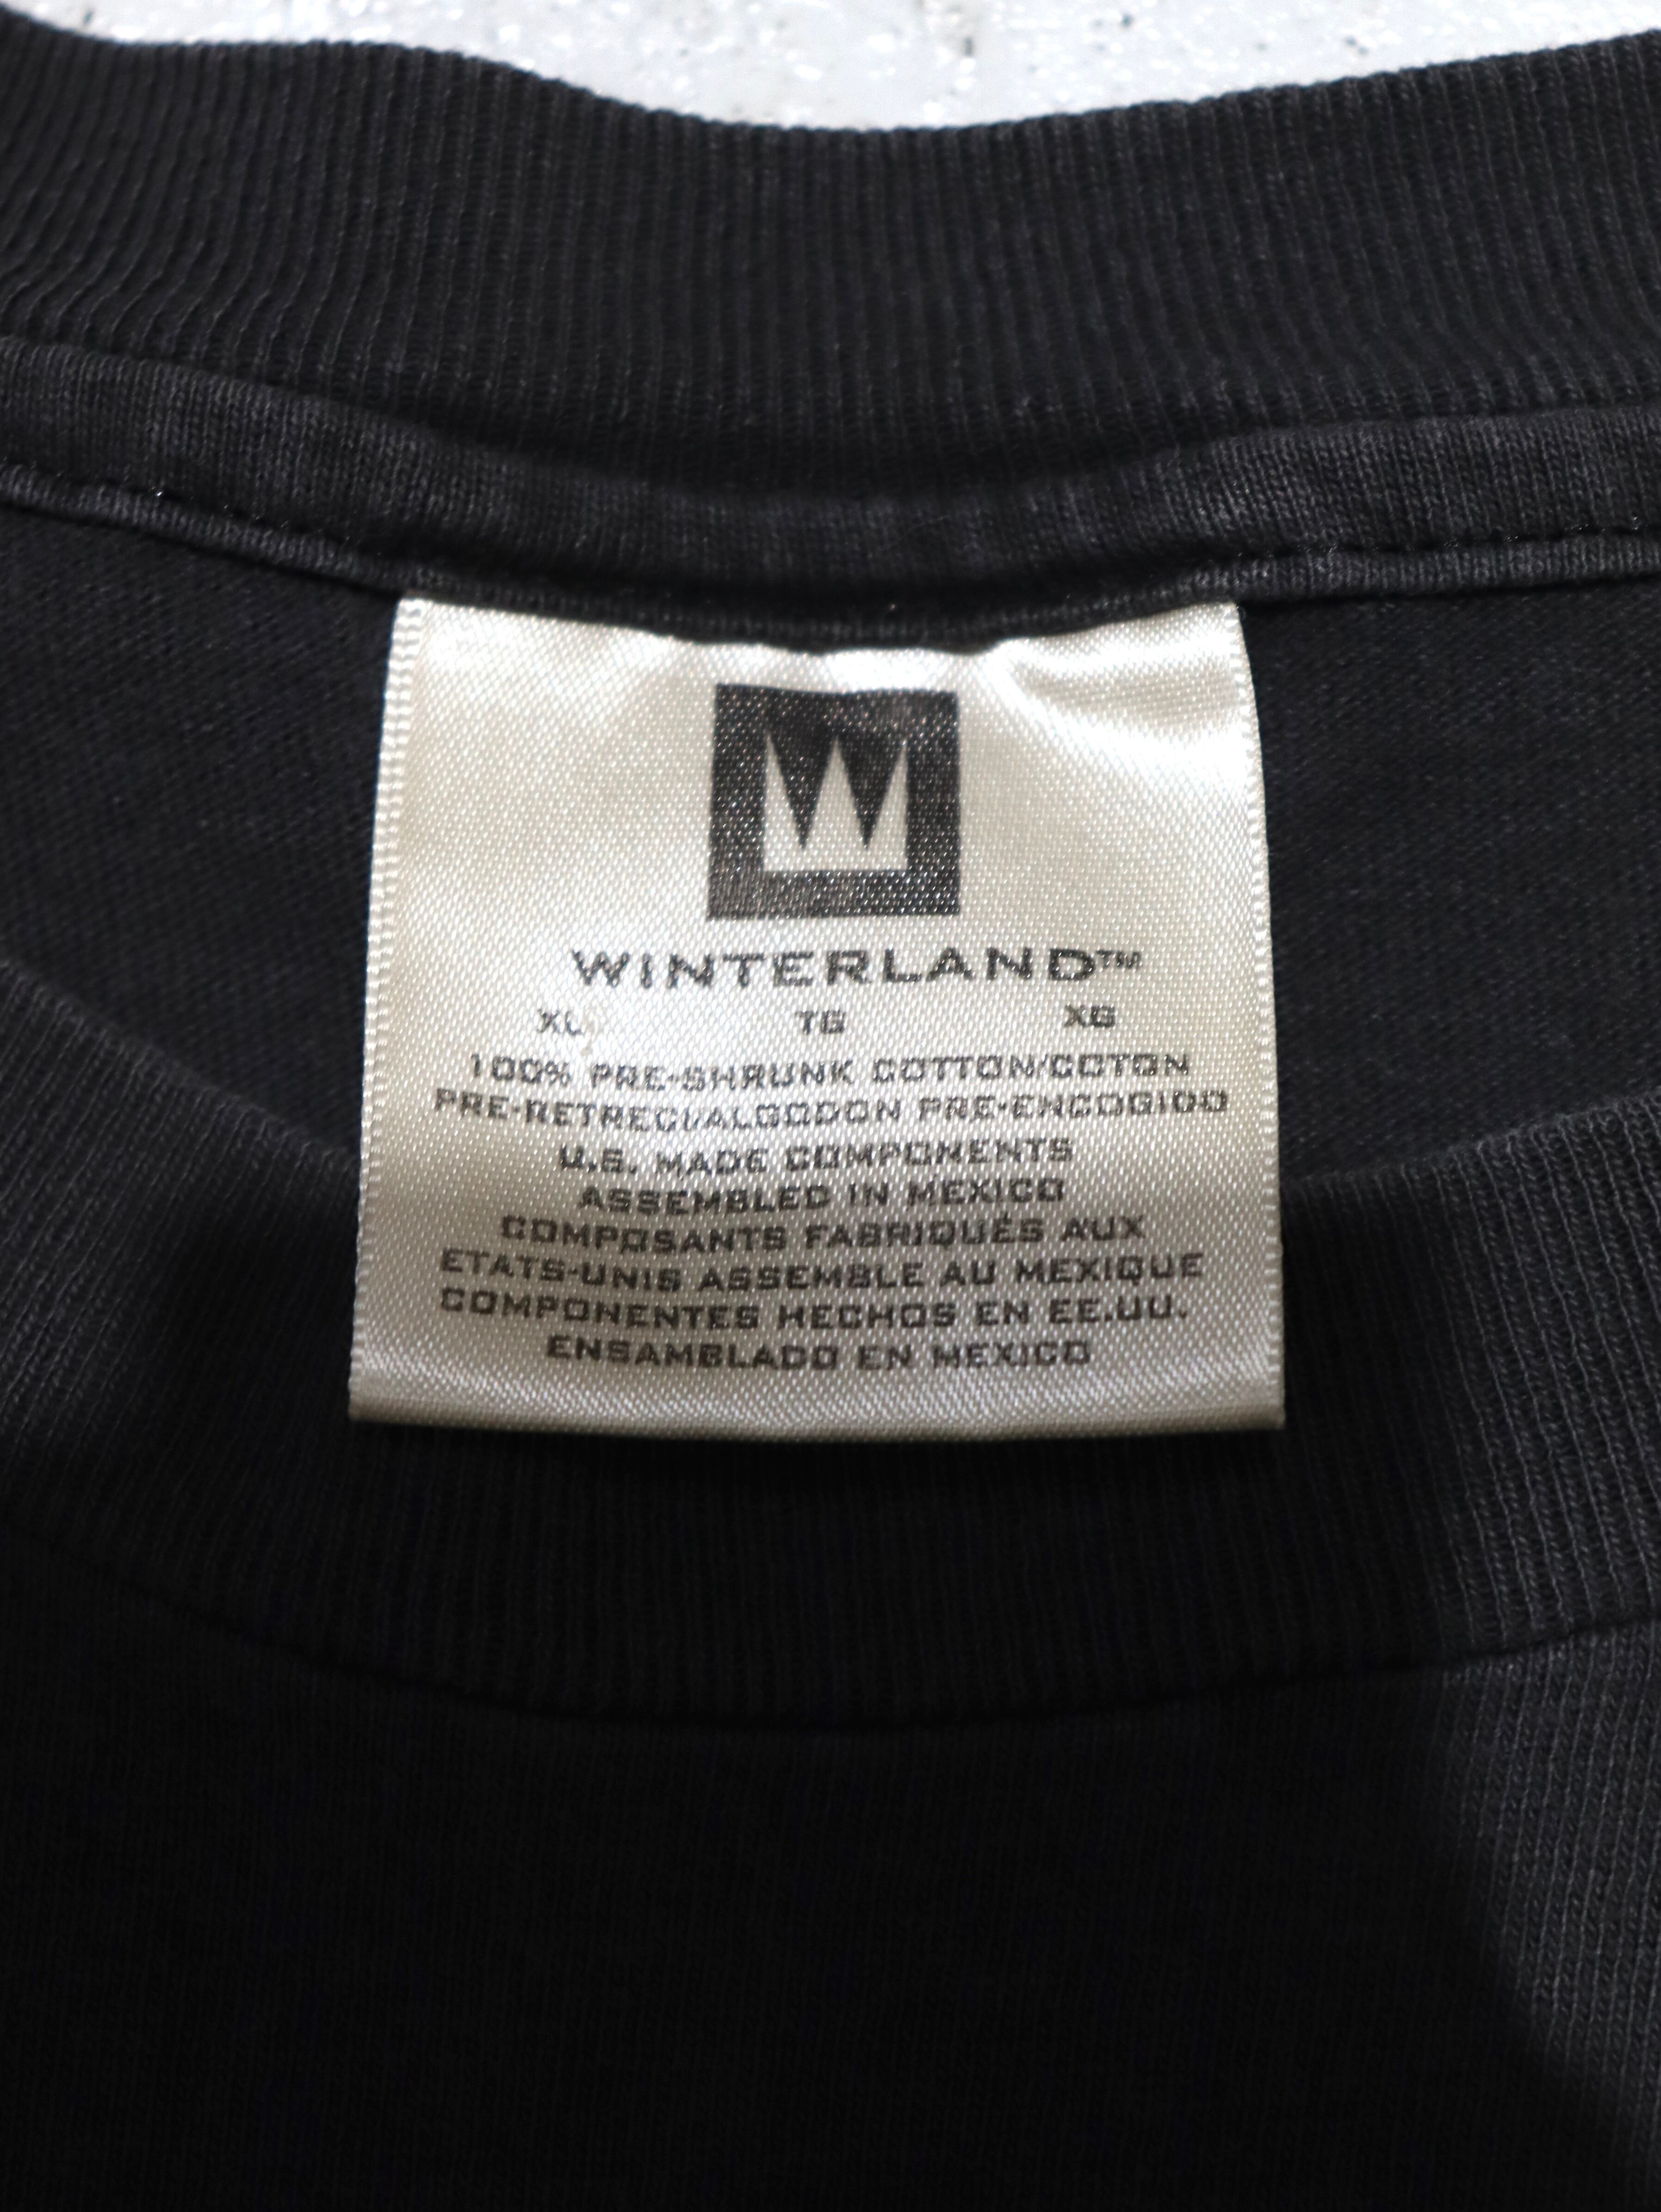 W
WINTERLAND™
XL TG XG
100% PRE-SHRUNK COTTON/COTON
PRE-RETRECI/ALGODON PRE-ENCOGIDO
U.S. MADE COMPONENTS
ASSEMBLED IN MEXICO
COMPOSANTS FABRIQUÉS AUX
ETATS-UNIS ASSEMBLE AU MEXIQUE
COMPONENTES HECHOS EN EE.UU.
ENSAMBLADO EN MEXICO